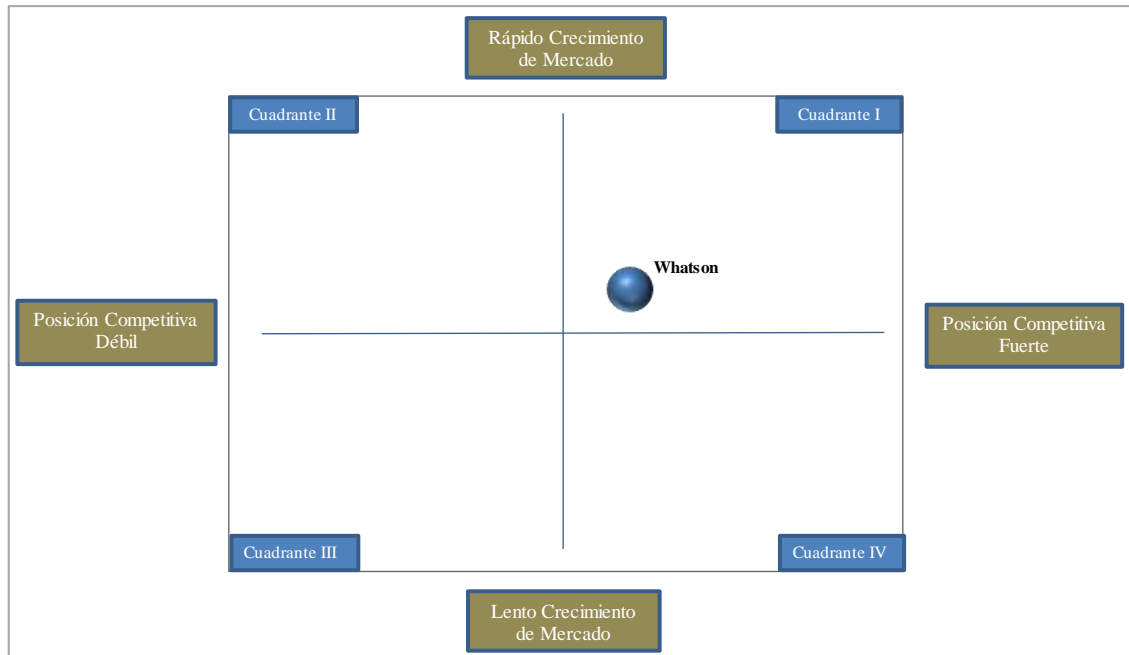 Rápido Crecimiento
de Mercado
Cuadrante II
Cuadrante I
Whatson
Posición Competitiva
Débil
Posición Competitiva
Fuerte
Cuadrante III
Cuadrante IV
Lento Crecimiento
de Mercado